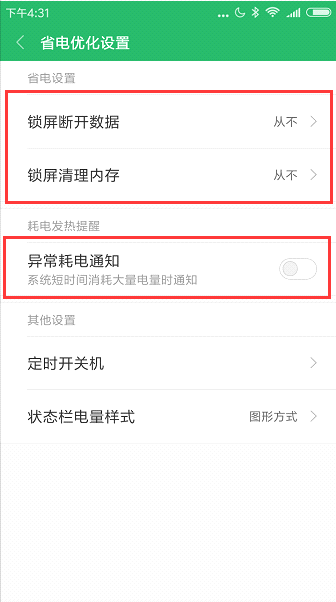 下午4:31
省电优化设置
省电设置
锁屏断开数据 从不
锁屏清理内存 从不
耗电发热提醒
异常耗电通知
系统短时间消耗大量电量时通知
其他设置
定时开关机
状态栏电量样式 图形方式